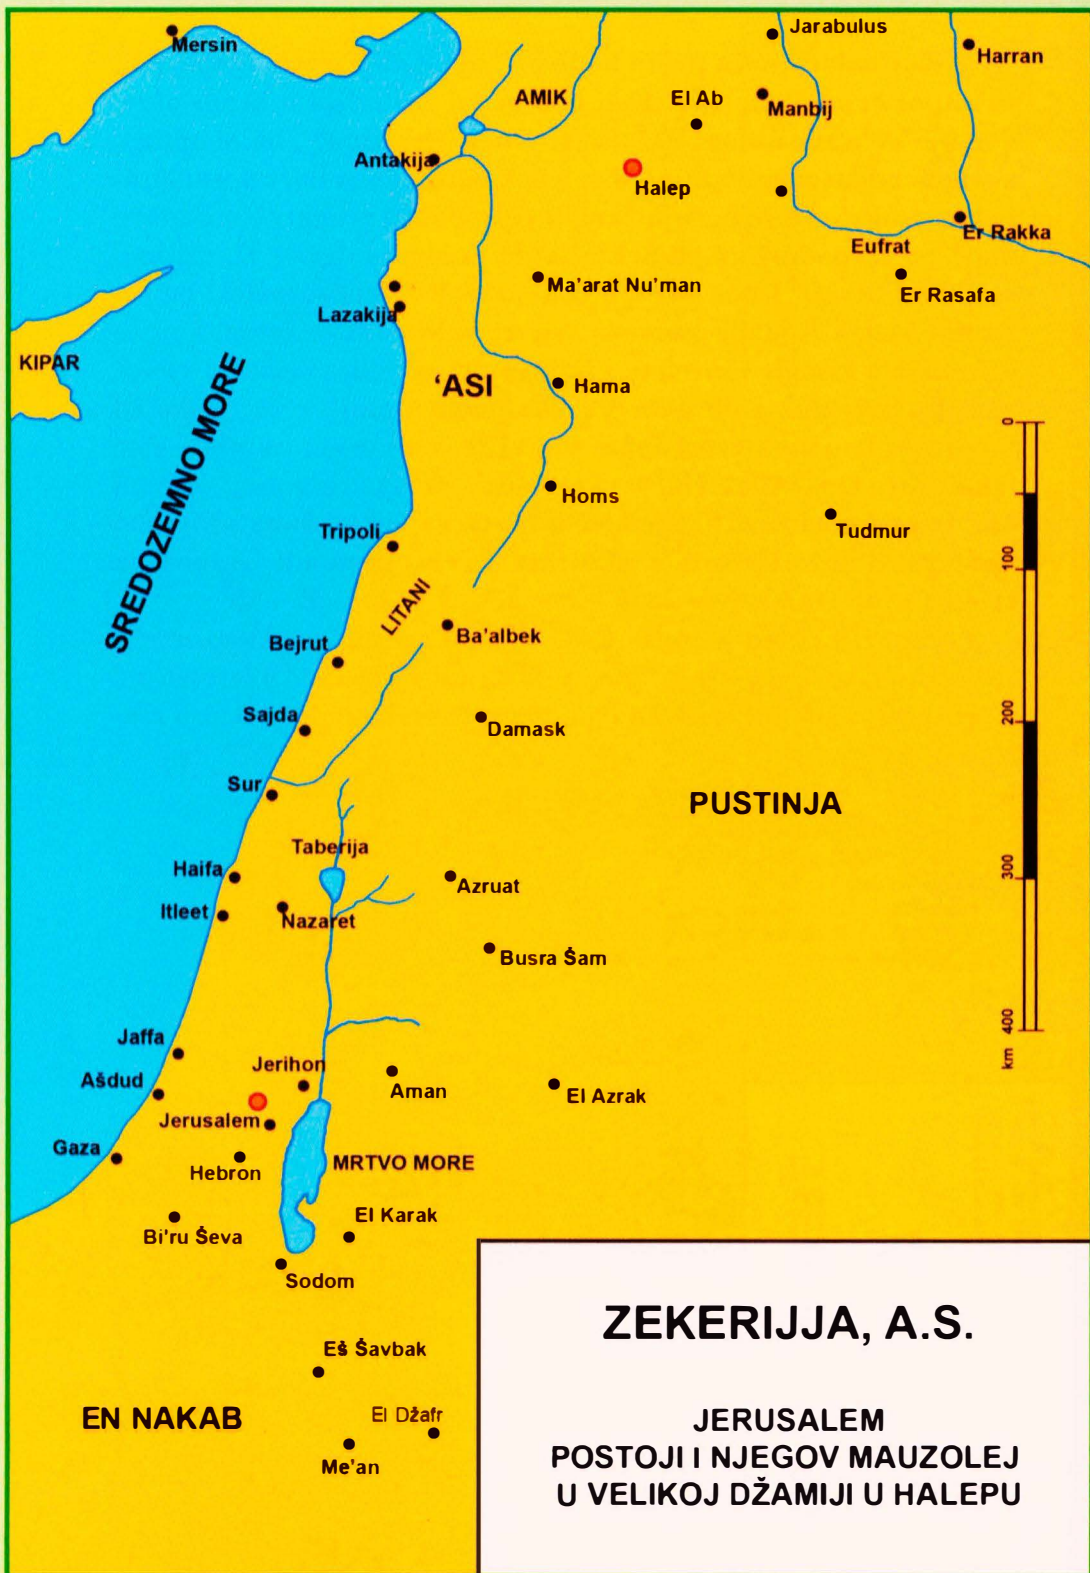 Jarabulus
Mersin
Harran
AMIK
El Ab
Manbij
Antakija
Halep
Er Rakka
Eufrat
Ma'arat Nu'man
Er Rasafa
Lazakija
KIPAR
'ASI
Hama
SREDOZEMNO MORE
Homs
Tudmur
Tripoli
LITANI
Ba'albek
Bejrut
Sajda
Damask
Sur
PUSTINJA
Taberija
Haifa
Azruat
Itleet
Nazaret
Busra Šam
0
100
200
300
400
km
Jaffa
Jerihon
Ašdud
Aman
El Azrak
Jerusalem
Gaza
Hebron
MRTVO MORE
El Karak
Bi'ru Ševa
Sodom
Eš Šavbak
EN NAKAB
El Džafr
Me'an
ZEKERIJJA, A.S.
JERUSALEM
POSTOJI I NJEGOV MAUZOLEJ
U VELIKOJ DŽAMIJI U HALEPU